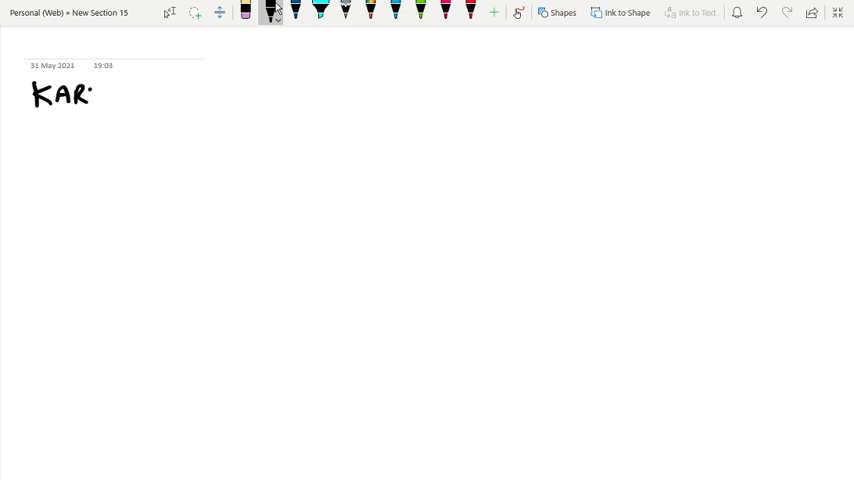 Personal (Web) » New Section 15
Shapes
Ink to Shape
Ink to Text
31 May 2021 19:03
KAR